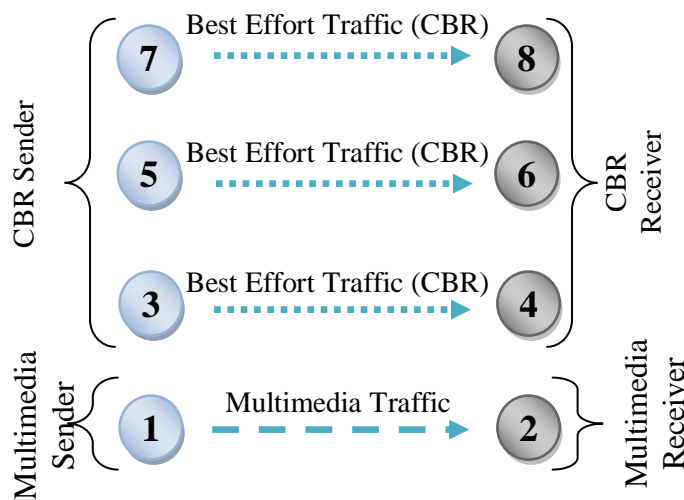 Best Effort Traffic (CBR)
7
8
Best Effort Traffic (CBR)
5
6
CBR Sender
CBR
Receiver
Best Effort Traffic (CBR)
3
4
Multimedia Traffic
1
2
Multimedia
Sender
Multimedia
Receiver